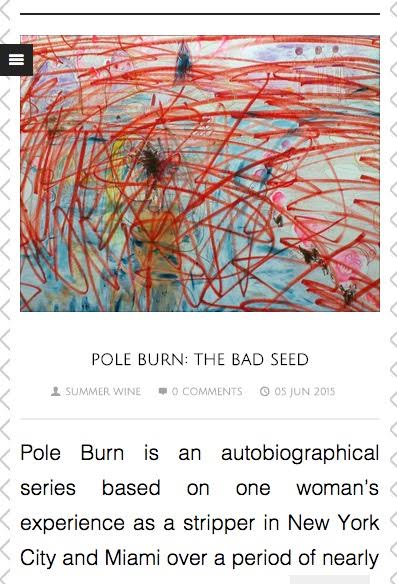 POLE BURN: THE BAD SEED
SUMMER WINE 0 COMMENTS 05 JUN 2015
Pole Burn is an autobiographical
series based on one woman's
experience as a stripper in New York
City and Miami over a period of nearly